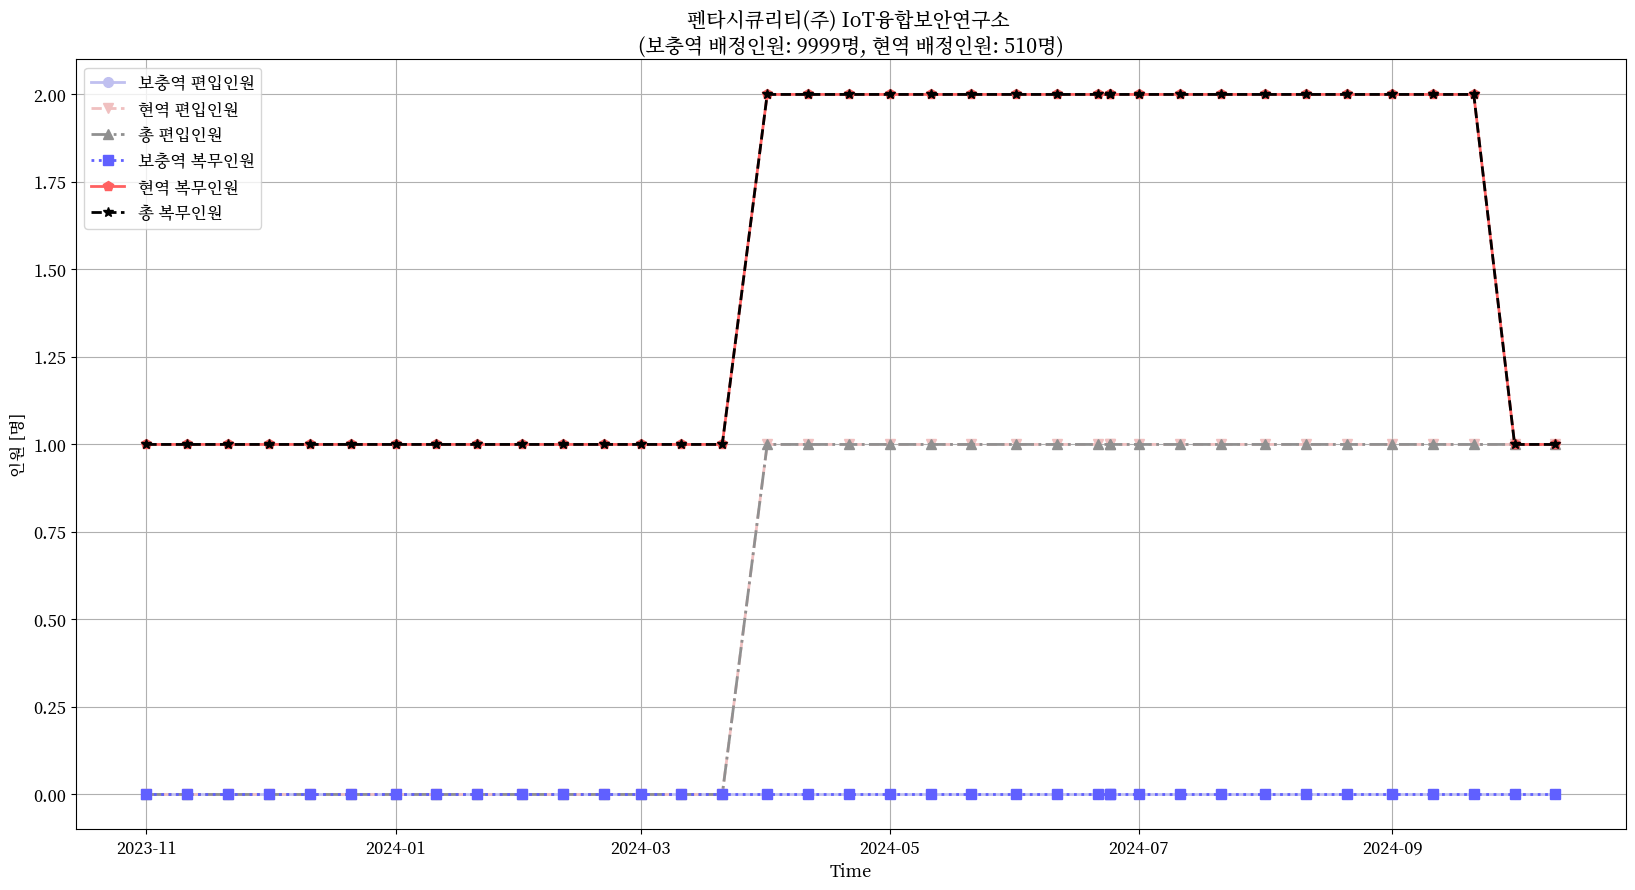 펜타시큐리티(주) IoT융합보안연구소
(보충역 배정인원: 9999명, 현역 배정인원: 510명)
보충역 편입인원
현역 편입인원
총 편입인원
보충역 복무인원
현역 복무인원
총 복무인원
2.00
1.75
1.50
1.25
1.00
0.75
0.50
0.25
0.00
인원 [명]
2023-11
2024-01
2024-03
2024-05
2024-07
2024-09
Time